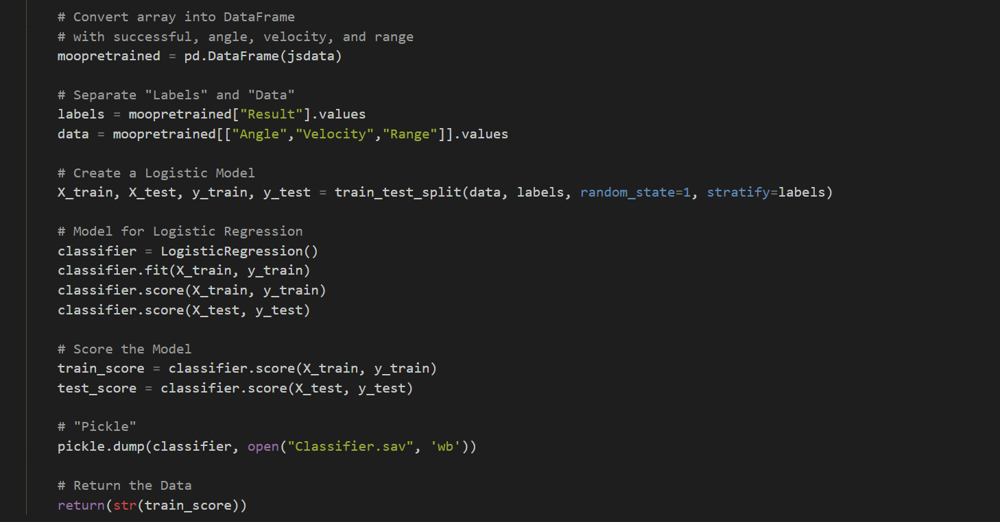 # Convert array into DataFrame
# with successful, angle, velocity, and range
moopretrained = pd.DataFrame(jsdata)
# Separate "Labels" and "Data"
labels = moopretrained["Result"].values
data = moopretrained[["Angle","Velocity","Range"]].values
# Create a Logistic Model
X_train, X_test, y_train, y_test = train_test_split(data, labels, random_state=1, stratify=labels)
# Model for Logistic Regression
classifier = LogisticRegression()
classifier.fit(X_train, y_train)
classifier.score(X_train, y_train)
classifier.score(X_test, y_test)
# Score the Model
train_score = classifier.score(X_train, y_train)
test_score = classifier.score(X_test, y_test)
# "Pickle"
pickle.dump(classifier, open("Classifier.sav", 'wb'))
# Return the Data
return(str(train_score))